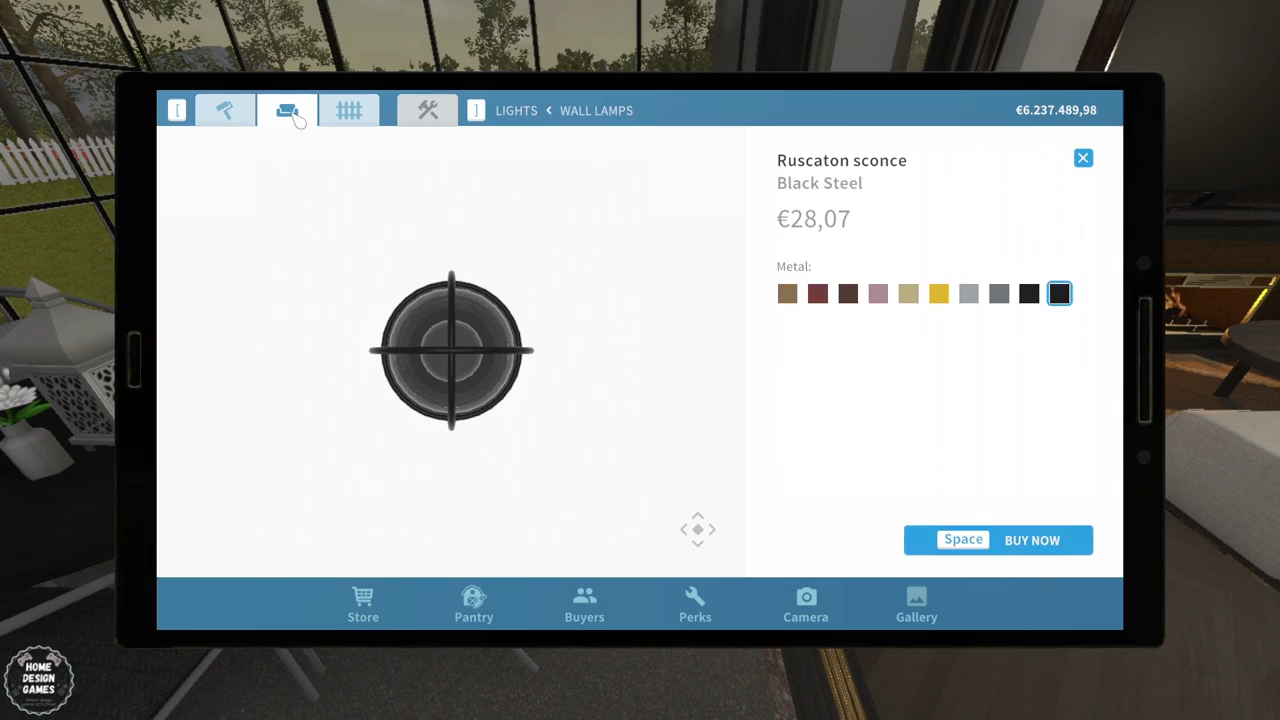 [
]
LIGHTS < WALL LAMPS
€6.237.489,98
Ruscaton sconce
Black Steel
€28,07
Metal:
Space BUY NOW
Store
Pantry
Buyers
Perks
Camera
Gallery
HOME
DESIGN
GAMES